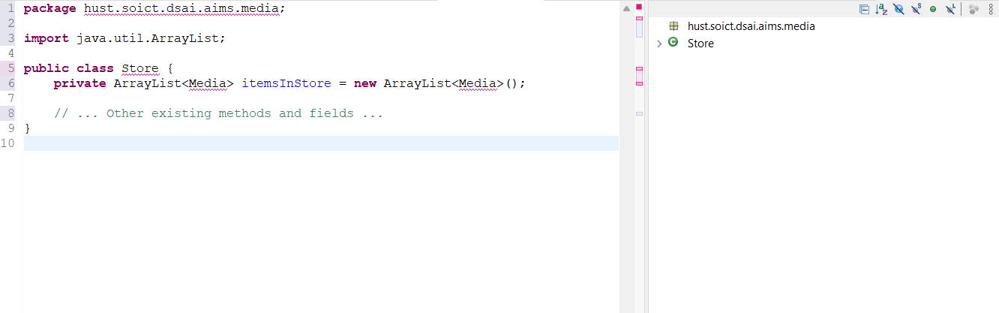 1 package hust.soict.dsai.aims.media;
2
3 import java.util.ArrayList;
4
5 public class Store {
6     private ArrayList<Media> itemsInStore = new ArrayList<Media>();
7
8     // ... Other existing methods and fields ...
9 }
10
hust.soict.dsai.aims.media
Store